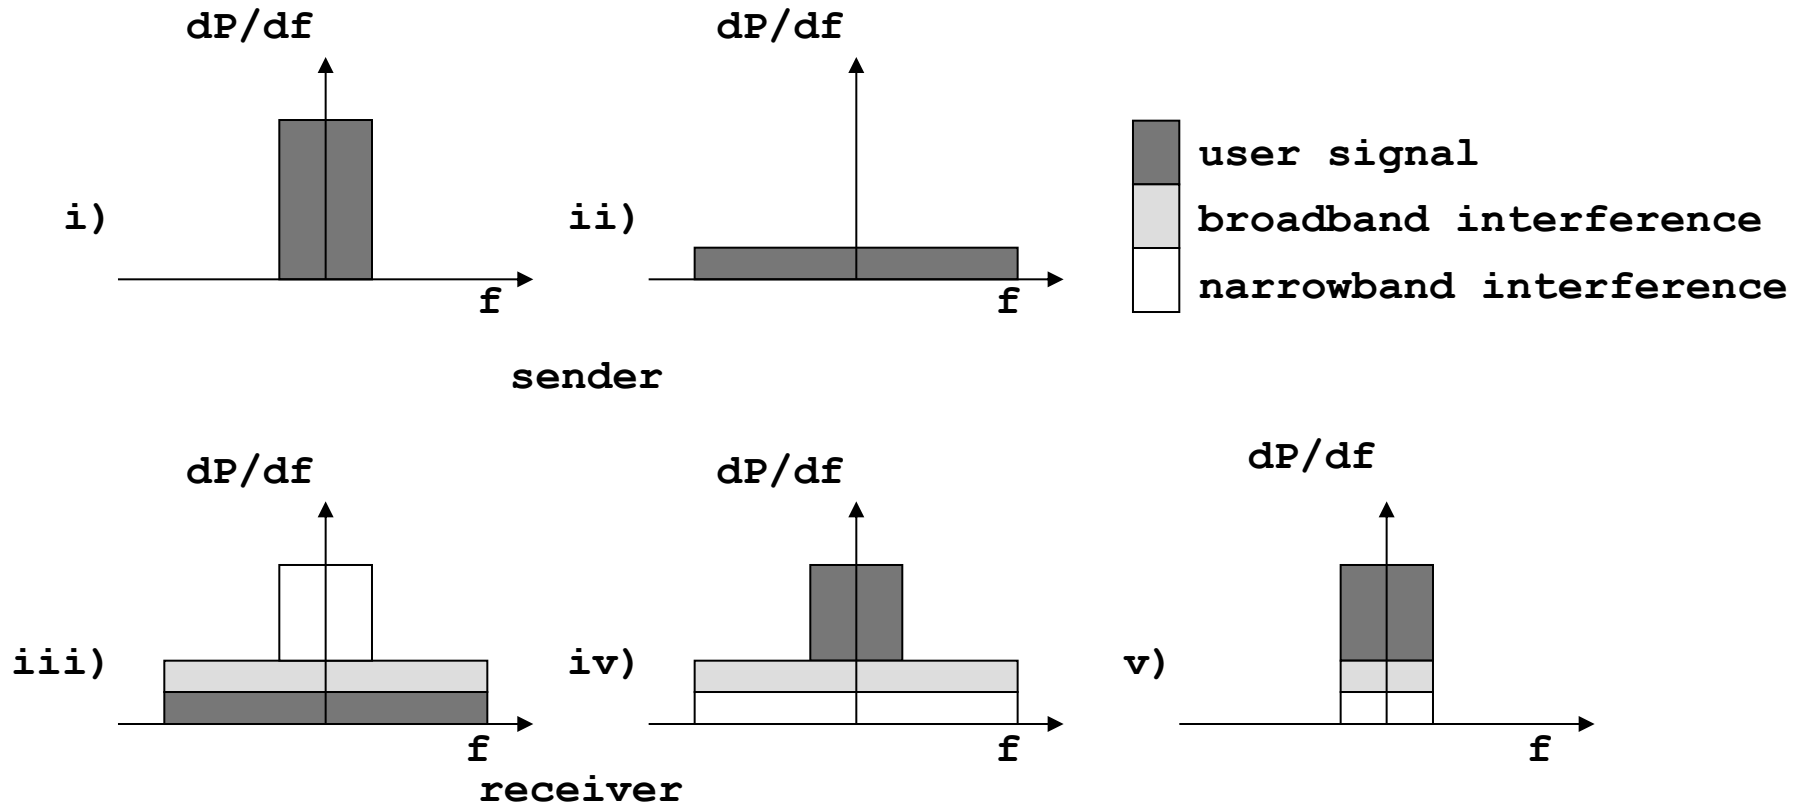 dP/df
dP/df
i)
ii)
user signal
broadband interference
narrowband interference
f
f
sender
dP/df
dP/df
dP/df
iii)
iv)
v)
f
f
f
receiver